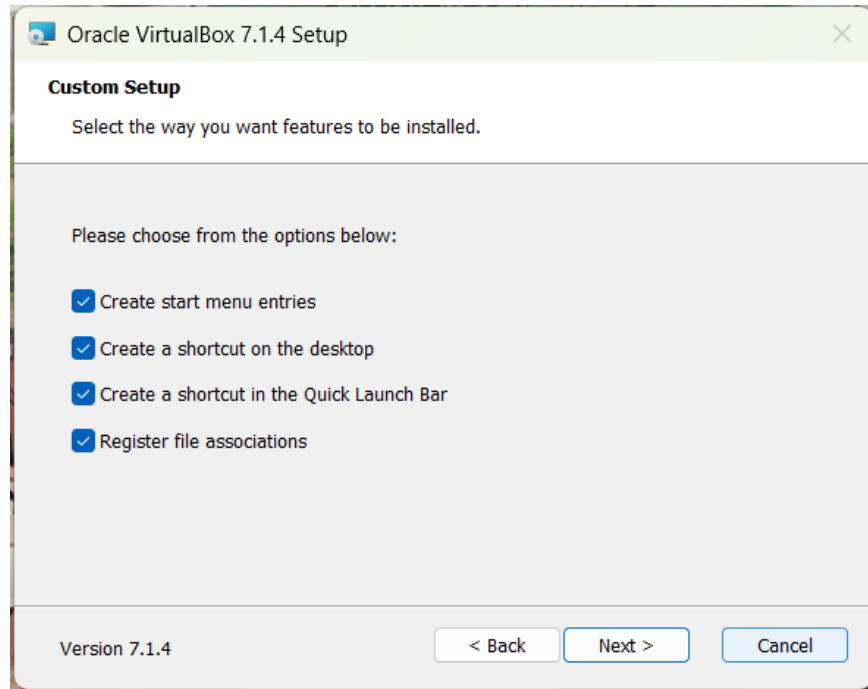 Oracle VirtualBox 7.1.4 Setup
Custom Setup
Select the way you want features to be installed.
Please choose from the options below:
Create start menu entries
Create a shortcut on the desktop
Create a shortcut in the Quick Launch Bar
Register file associations
Version 7.1.4
< Back
Next >
Cancel